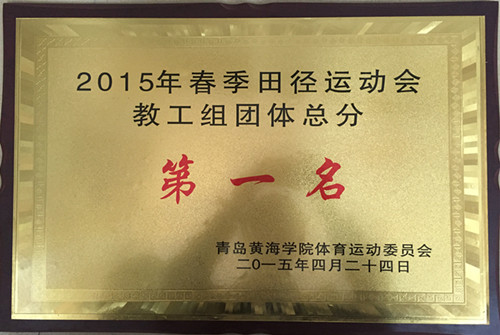 2015年春季田径运动会
教工组团体总分
第一名
青岛黄海学院体育运动委员会
二〇一五年四月二十四日